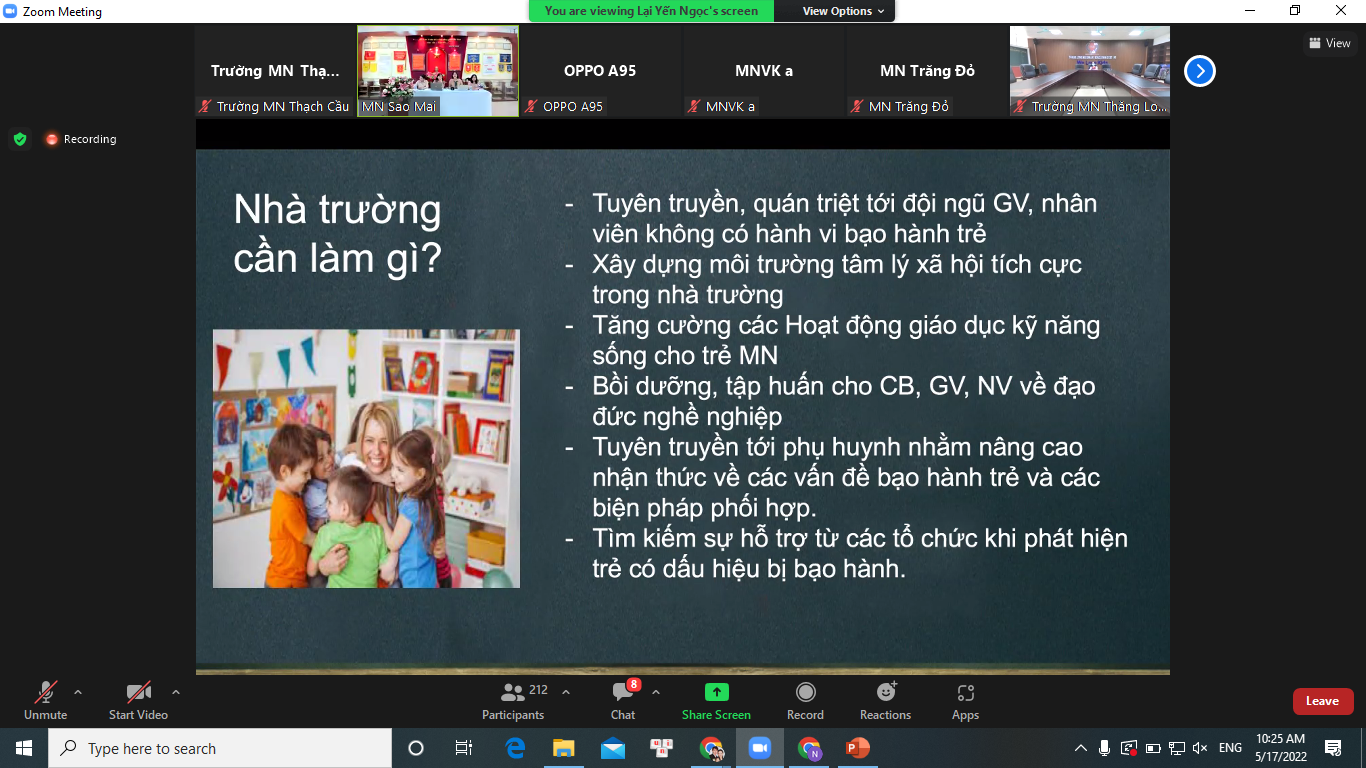 Zoom Meeting
You are viewing Lại Yến Ngọc's screen
View Options
View
Trường MN Thạ...
OPPO A95
MNVK a
MN Trăng Đỏ
Trường MN Thạch Cầu
MN Sao Mai
OPPO A95
MNVK a
MN Trăng Đỏ
Trường MN Thăng Lo...
Recording
Nhà trường
cần làm gì?
- Tuyên truyền, quán triệt tới đội ngũ GV, nhân
viên không có hành vi bạo hành trẻ
- Xây dựng môi trường tâm lý xã hội tích cực
trong nhà trường
- Tăng cường các Hoạt động giáo dục kỹ năng
sống cho trẻ MN
- Bồi dưỡng, tập huấn cho CB, GV, NV về đạo
đức nghề nghiệp
- Tuyên truyền tới phụ huynh nhằm nâng cao
nhận thức về các vấn đề bạo hành trẻ và các
biện pháp phối hợp.
- Tìm kiếm sự hỗ trợ từ các tổ chức khi phát hiện
trẻ có dấu hiệu bị bạo hành.
Unmute
Start Video
212
Participants
8
Chat
Share Screen
Record
Reactions
Apps
Leave
Type here to search
ENG
10:25 AM
5/17/2022